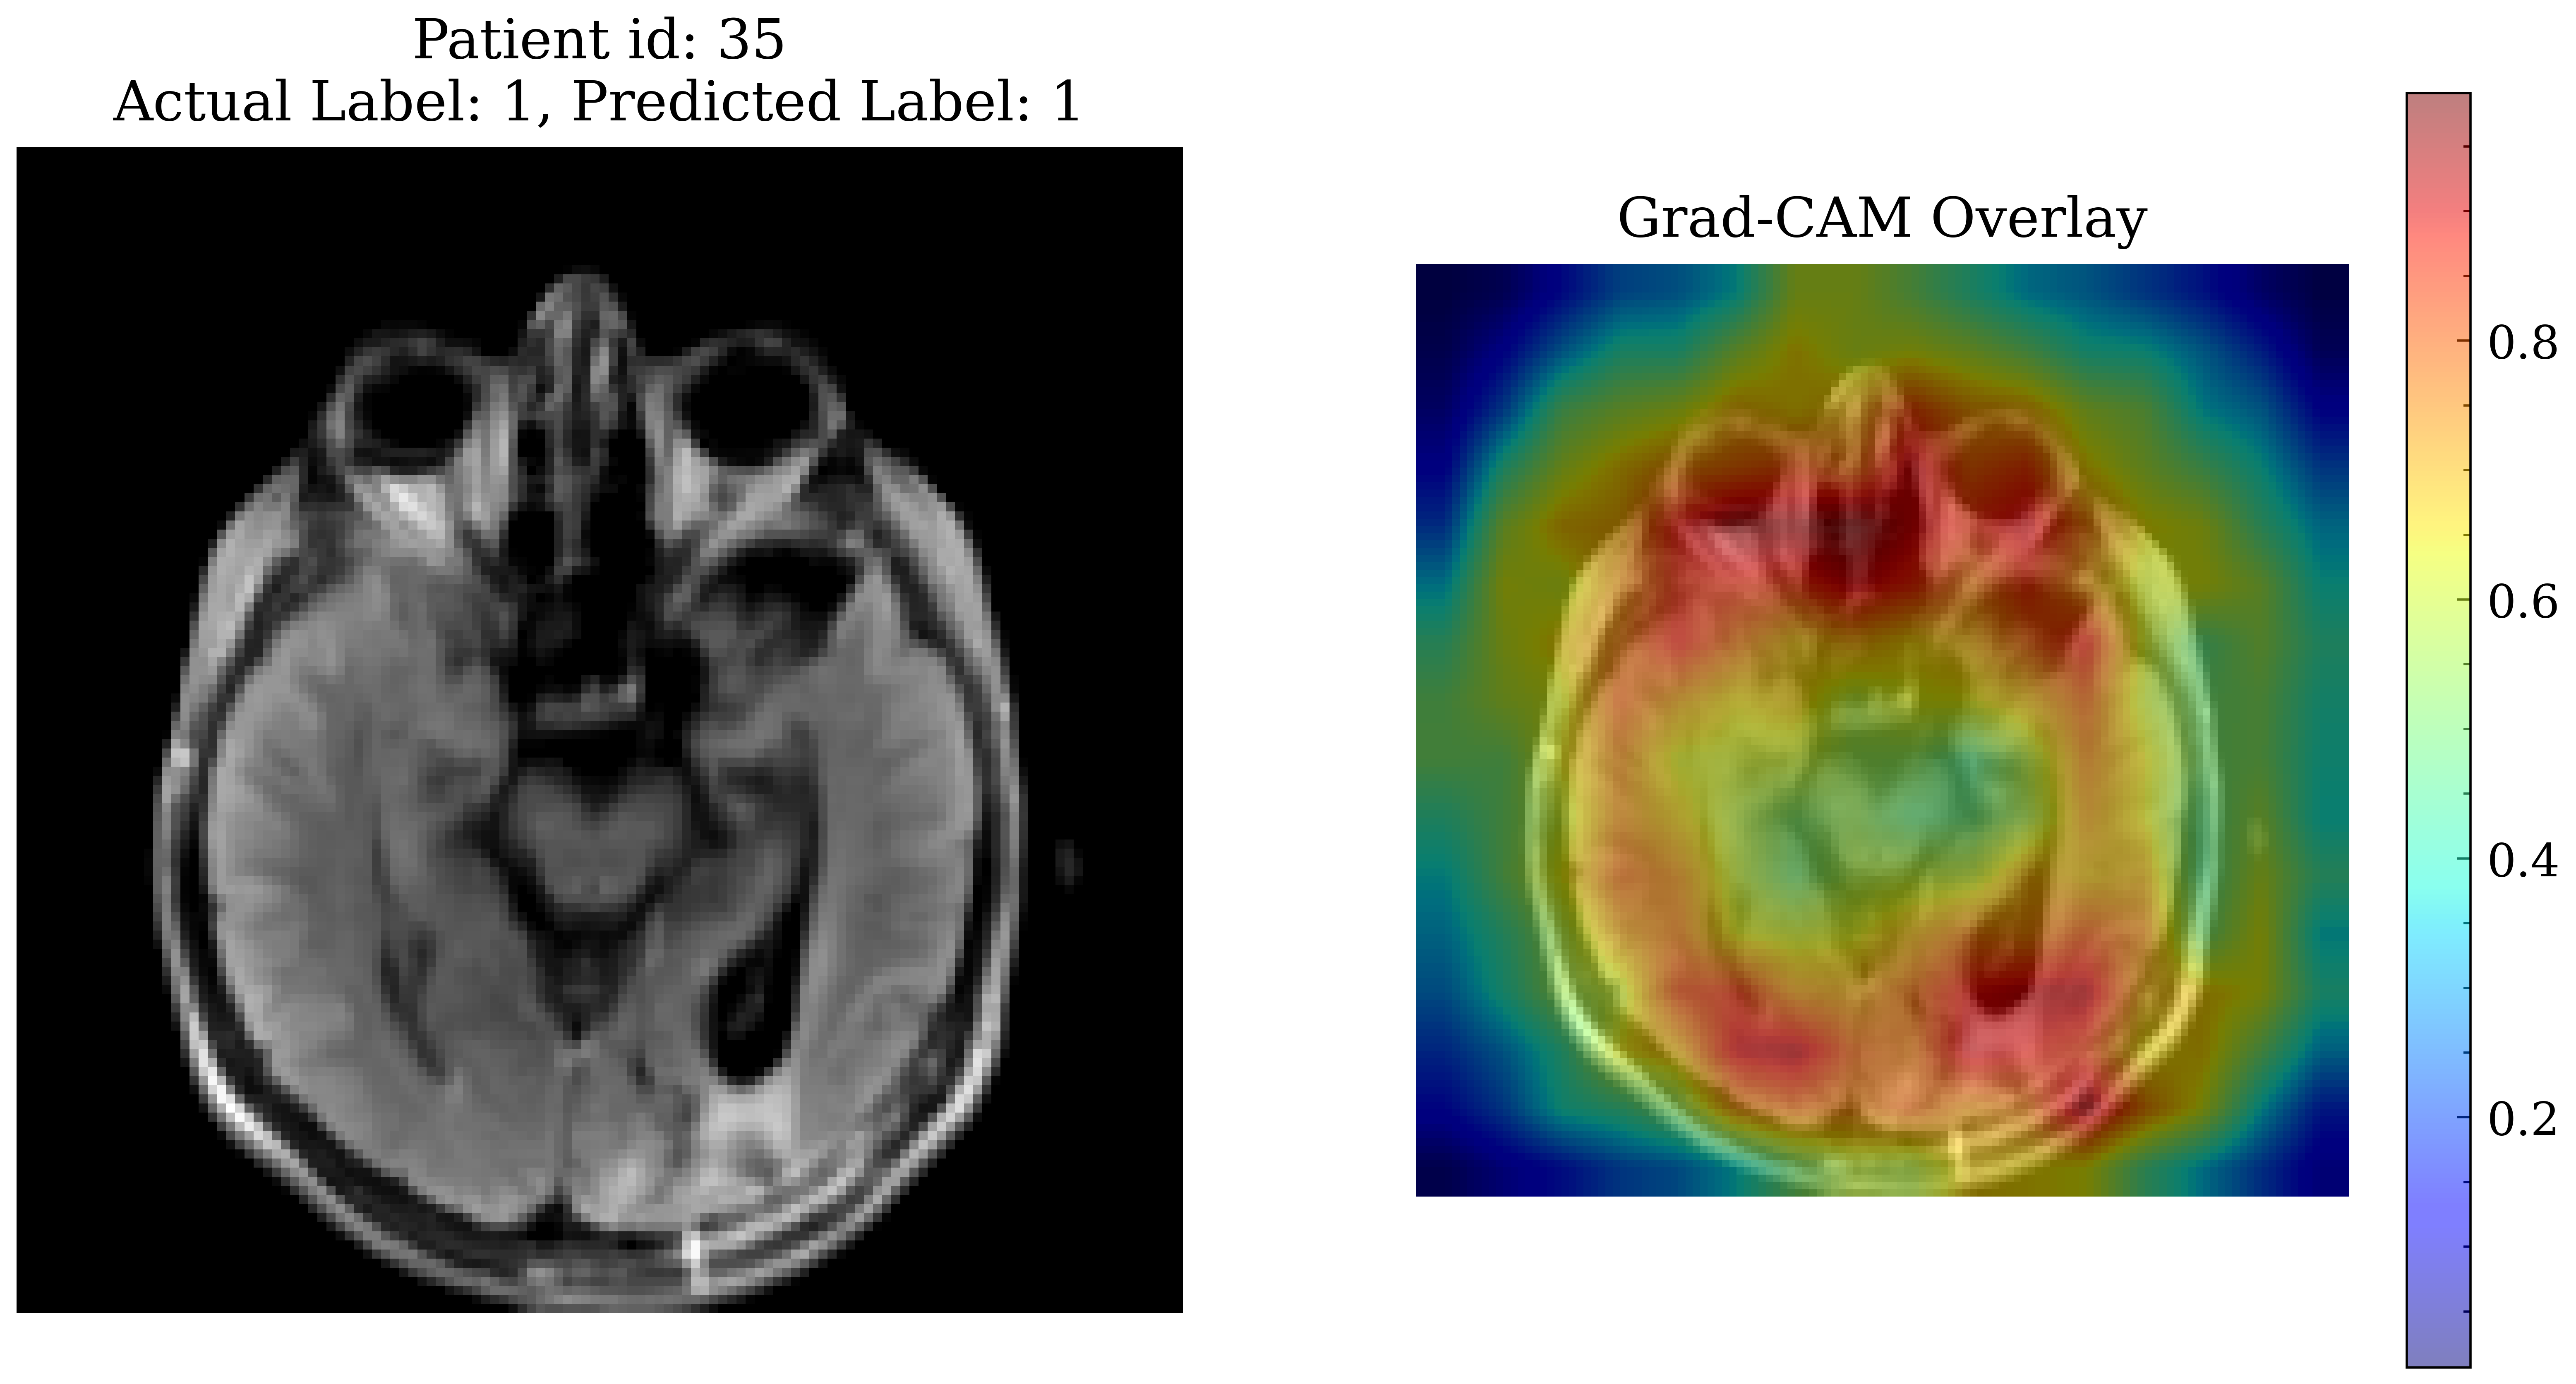 Patient id: 35
Actual Label: 1, Predicted Label: 1
Grad-CAM Overlay
0.8
0.6
0.4
0.2